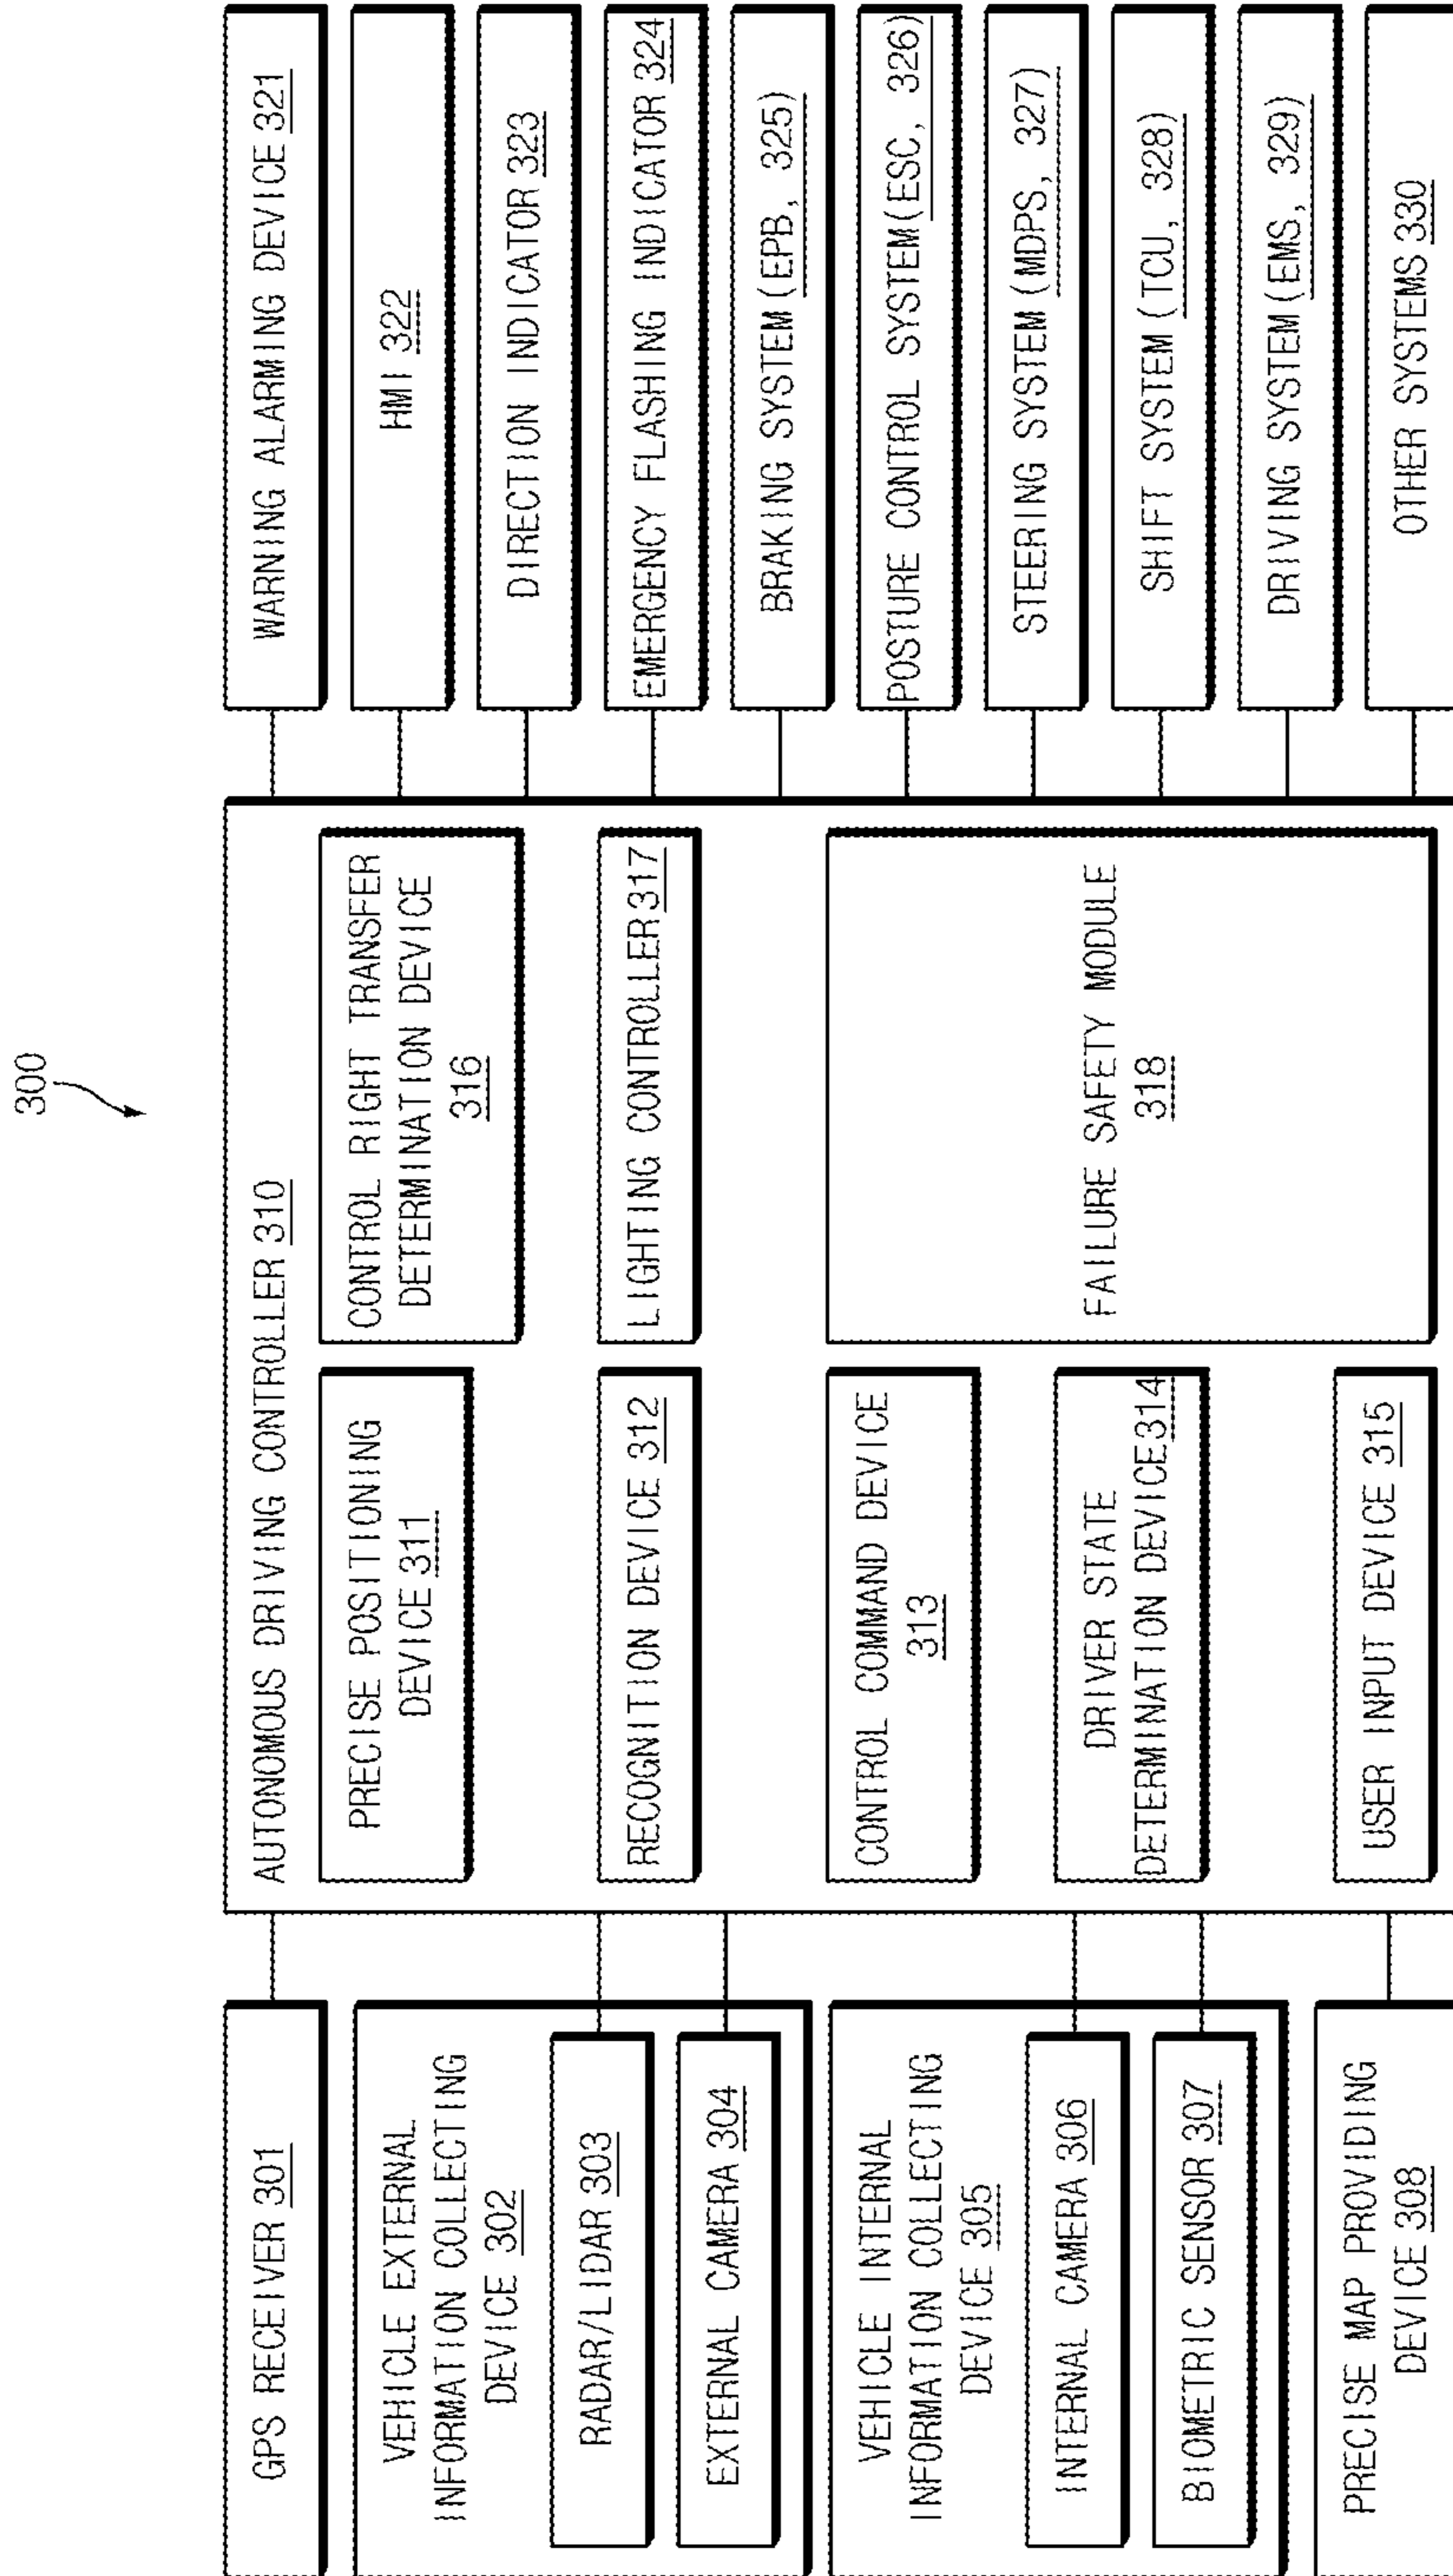 300
GPS RECEIVER 301
VEHICLE EXTERNAL
INFORMATION COLLECTING
DEVICE 302
RADAR/LIDAR 303
EXTERNAL CAMERA 304
VEHICLE INTERNAL
INFORMATION COLLECTING
DEVICE 305
INTERNAL CAMERA 306
BIOMETRIC SENSOR 307
PRECISE MAP PROVIDING
DEVICE 308
AUTONOMOUS DRIVING CONTROLLER 310
PRECISE POSITIONING
DEVICE 311
RECOGNITION DEVICE 312
CONTROL COMMAND DEVICE
313
DRIVER STATE
DETERMINATION DEVICE 314
USER INPUT DEVICE 315
CONTROL RIGHT TRANSFER
DETERMINATION DEVICE
316
LIGHTING CONTROLLER 317
FAILURE SAFETY MODULE
318
WARNING ALARMING DEVICE 321
HMI 322
DIRECTION INDICATOR 323
EMERGENCY FLASHING INDICATOR 324
BRAKING SYSTEM(EPB, 325)
POSTURE CONTROL SYSTEM(ESC, 326)
STEERING SYSTEM(MDPS, 327)
SHIFT SYSTEM(TCU, 328)
DRIVING SYSTEM(EMS, 329)
OTHER SYSTEMS 330